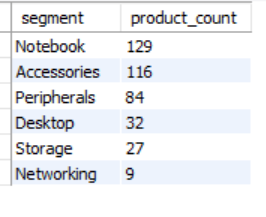 segment product_count
Notebook 129
Accessories 116
Peripherals 84
Desktop 32
Storage 27
Networking 9